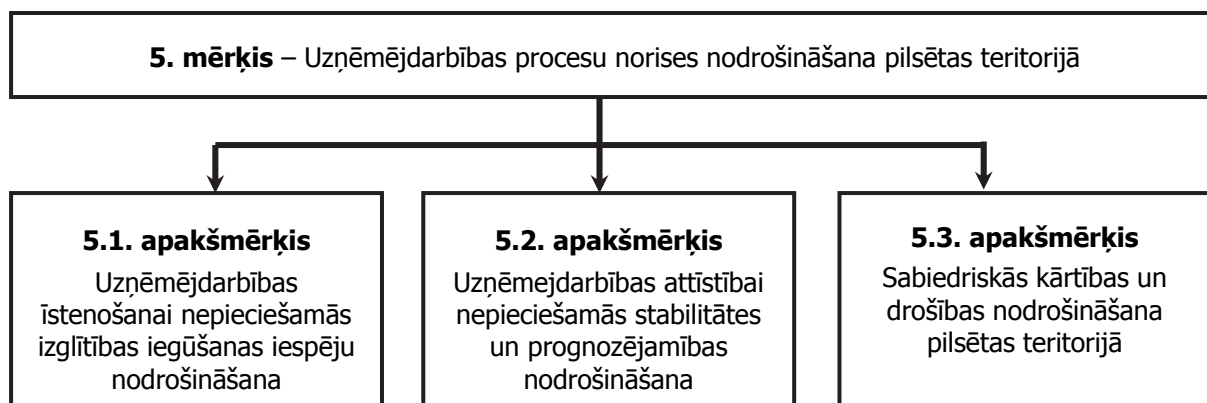 5. mērķis – Uzņēmējdarbības procesu norises nodrošināšana pilsētas teritorijā
5.1. apakšmērķis
Uzņēmējdarbības
īstenošanai nepieciešamās
izglītības iegūšanas iespēju
nodrošināšana
5.2. apakšmērķis
Uzņēmejdarbības attīstībai
nepieciešamās stabilitātes
un prognozējamības
nodrošināšana
5.3. apakšmērķis
Sabiedriskās kārtības un
drošības nodrošināšana
pilsētas teritorijā